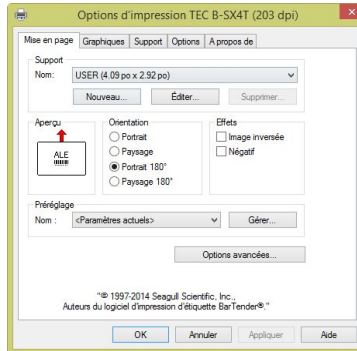 Options d'impression TEC B-SX4T (203 dpi)
Mise en page Graphiques Support Options A propos de
Support
Nom: USER (4.09 po x 2.92 po)
Nouveau... Éditer... Supprimer...
Aperçu Orientation Effets
Portrait Image inversée
ALE Paysage Négatif
Portrait 180°
Paysage 180°
Préréglage
Nom : <Paramètres actuels> Gérer...
Options avancées...
"© 1997-2014 Seagull Scientific, Inc.,
Auteurs du logiciel d'impression d'étiquette BarTender®."
OK Annuler Appliquer Aide